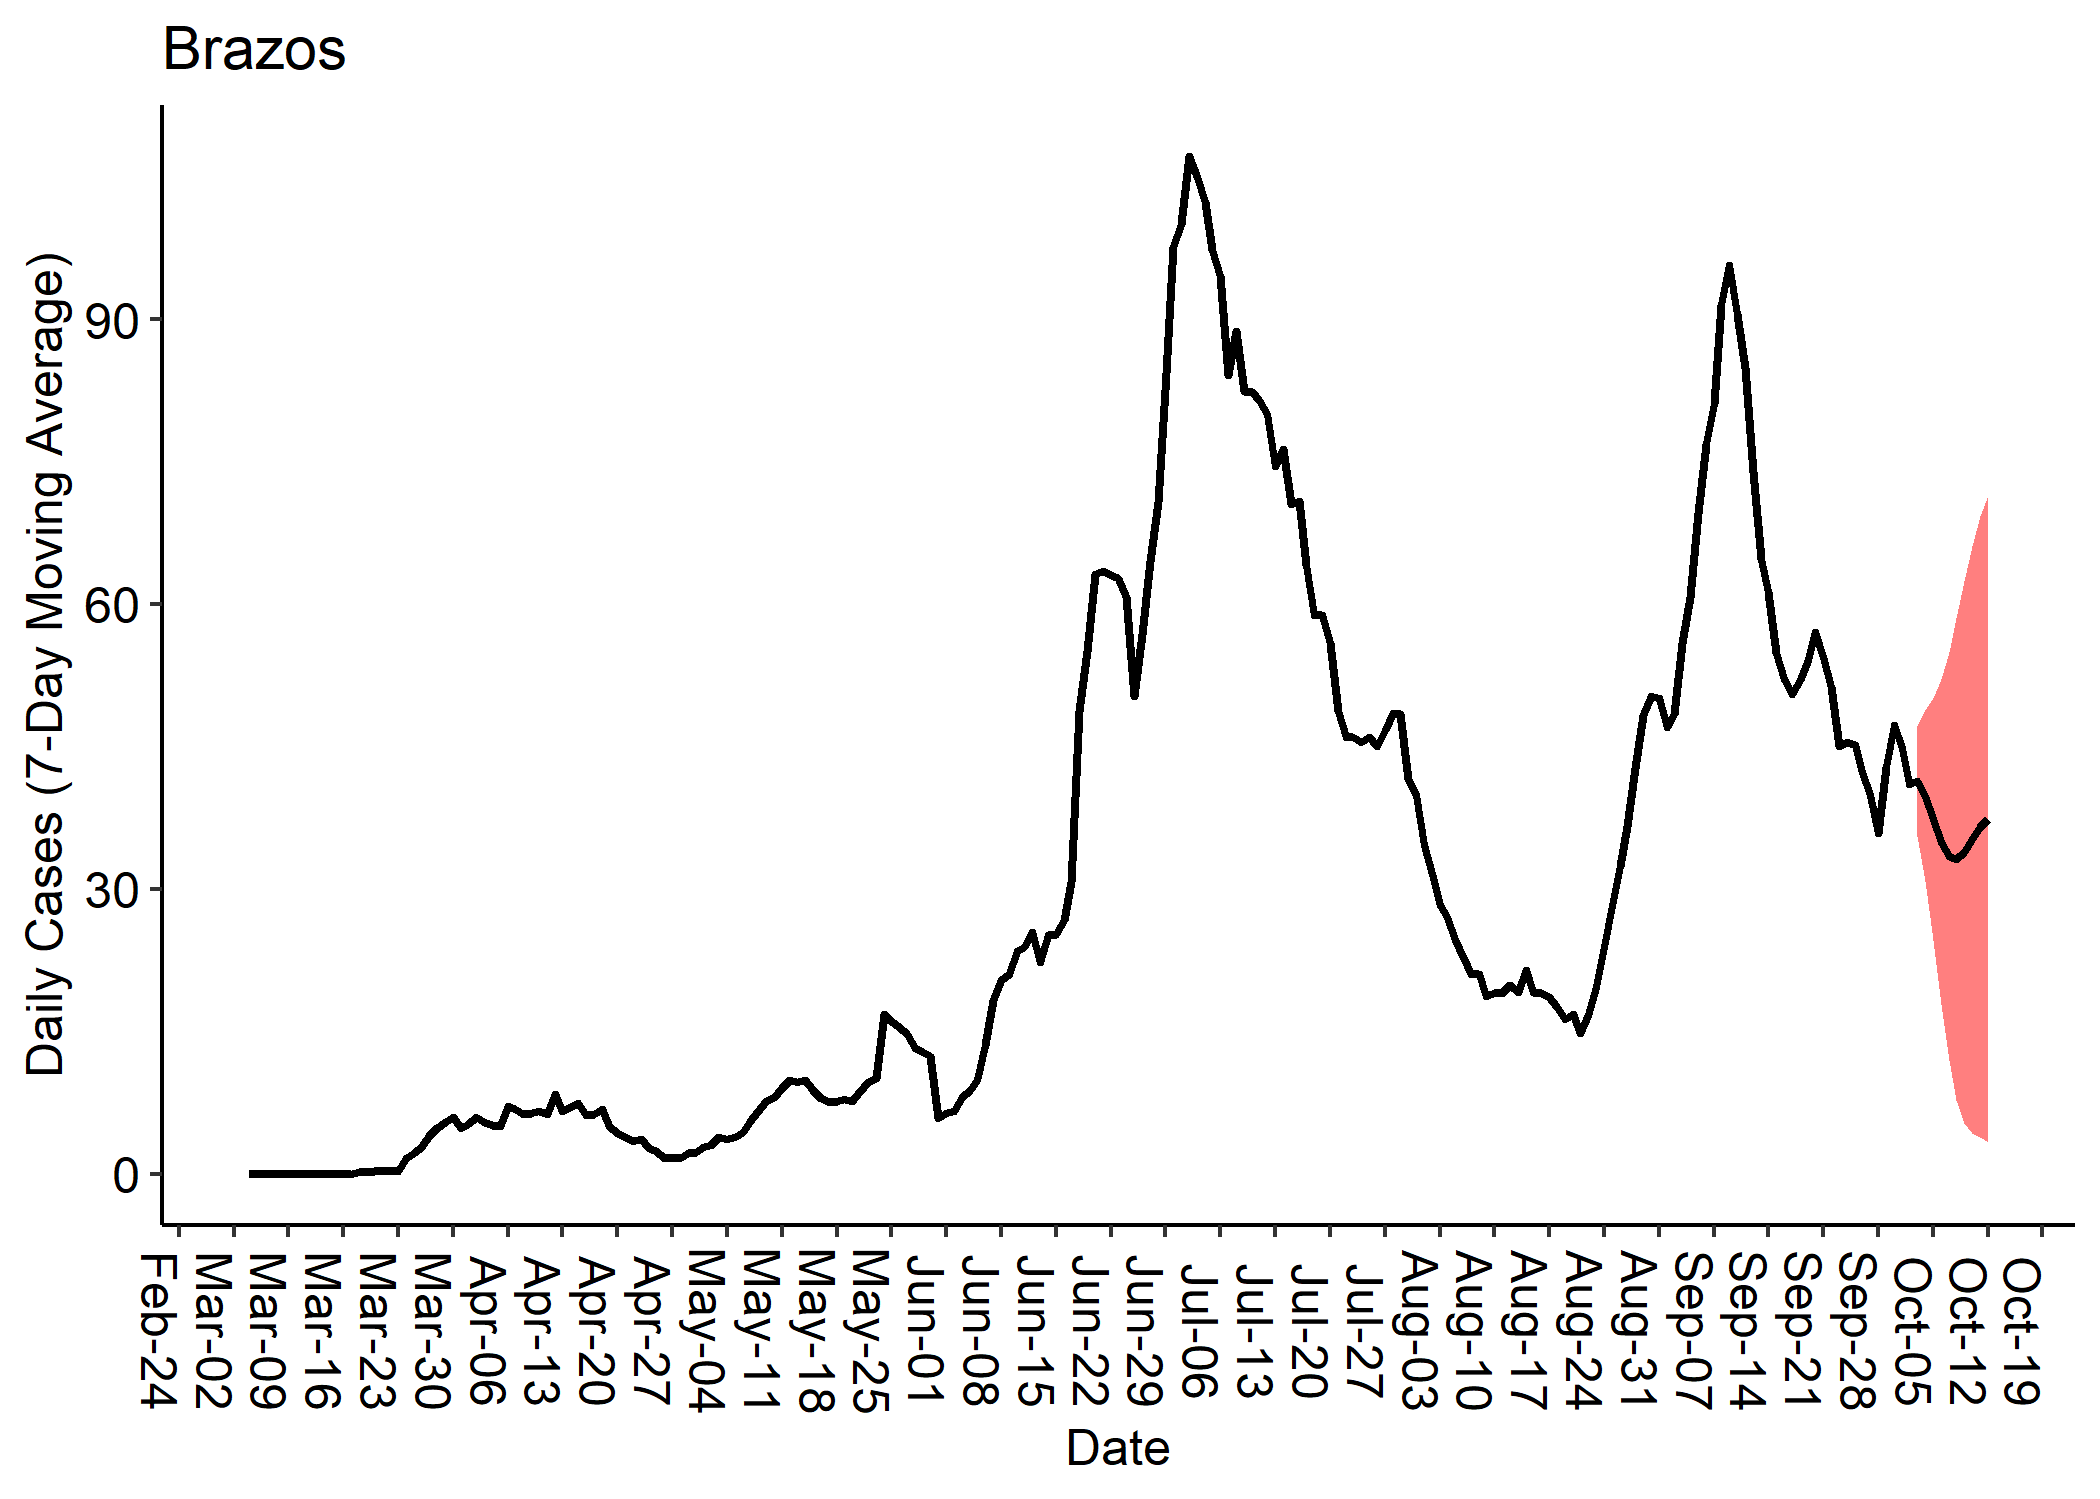 Brazos
Daily Cases (7-Day Moving Average)
90
60
30
0
Feb-24
Mar-02
Mar-09
Mar-16
Mar-23
Mar-30
Apr-06
Apr-13
Apr-20
Apr-27
May-04
May-11
May-18
May-25
Jun-01
Jun-08
Jun-15
Jun-22
Jun-29
Jul-06
Jul-13
Jul-20
Jul-27
Aug-03
Aug-10
Aug-17
Aug-24
Aug-31
Sep-07
Sep-14
Sep-21
Sep-28
Oct-05
Oct-12
Oct-19
Date